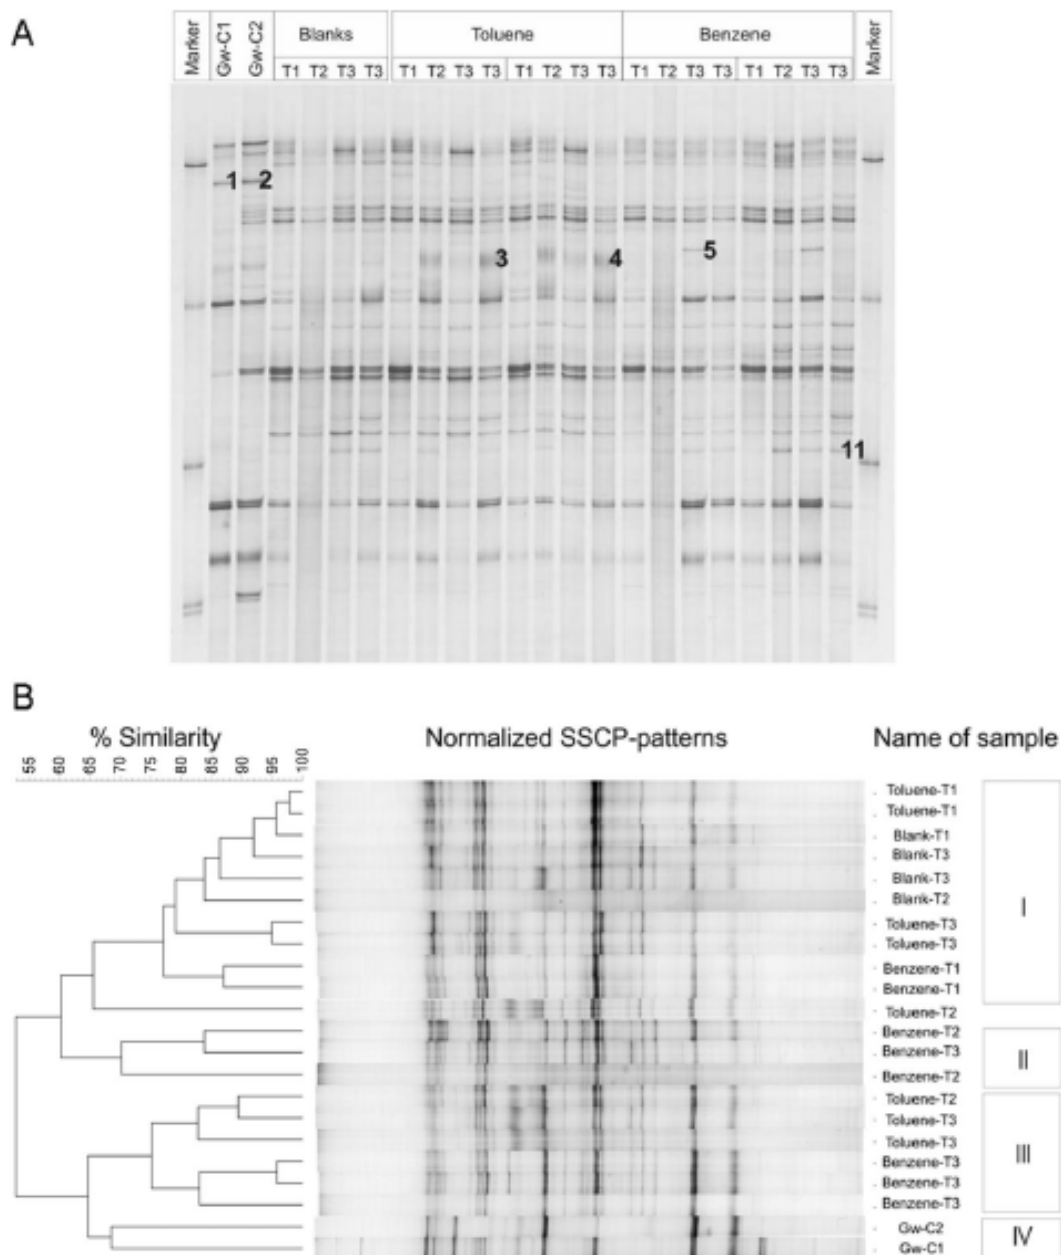 A
Marker Gw-C1 Gw-C2 Blanks Toluene Benzene Marker
T1 T2 T3 T3 T1 T2 T3 T3 T1 T2 T3 T3 T1 T2 T3 T3 T1 T2 T3 T3
1 2
3 4 5
11
B
% Similarity Normalized SSCP-patterns Name of sample
55 60 65 70 75 80 85 90 95 100
Toluene-T1
Toluene-T1
Blank-T1
Blank-T3
Blank-T3
Blank-T2
I
Toluene-T3
Toluene-T3
Benzene-T1
Benzene-T1
Toluene-T2
Benzene-T2
Benzene-T3
II
Benzene-T2
Toluene-T2
Toluene-T3
Toluene-T3
III
Benzene-T3
Benzene-T3
Benzene-T3
Gw-C2
IV
Gw-C1